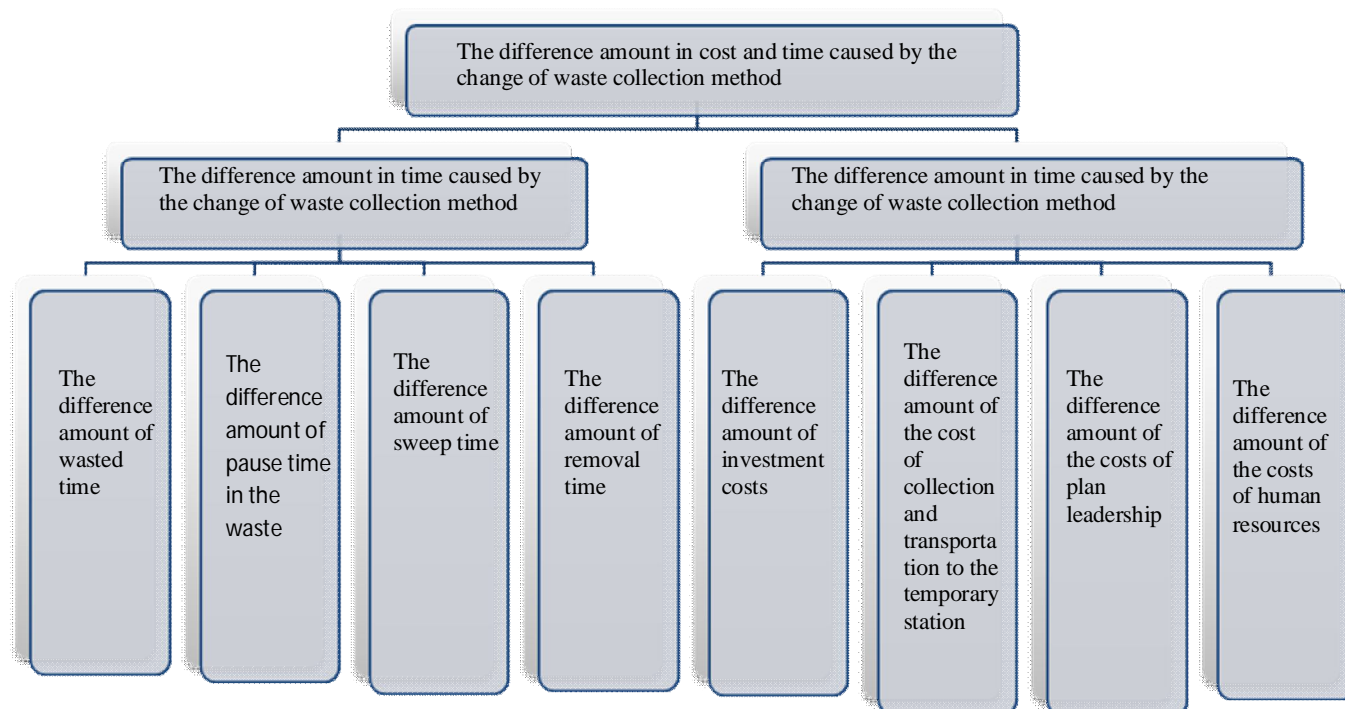 The difference amount in cost and time caused by the
change of waste collection method
The difference amount in time caused by
the change of waste collection method
The difference amount in time caused by the
change of waste collection method
The
difference
amount of
wasted
time
The
difference
amount of
pause time
in the
waste
The
difference
amount of
sweep time
The
difference
amount of
removal
time
The
difference
amount of
investment
costs
The
difference
amount of
the cost
of
collection
and
transporta
tion to the
temporary
station
The
difference
amount of
the costs of
plan
leadership
The
difference
amount of
the costs
of human
resources